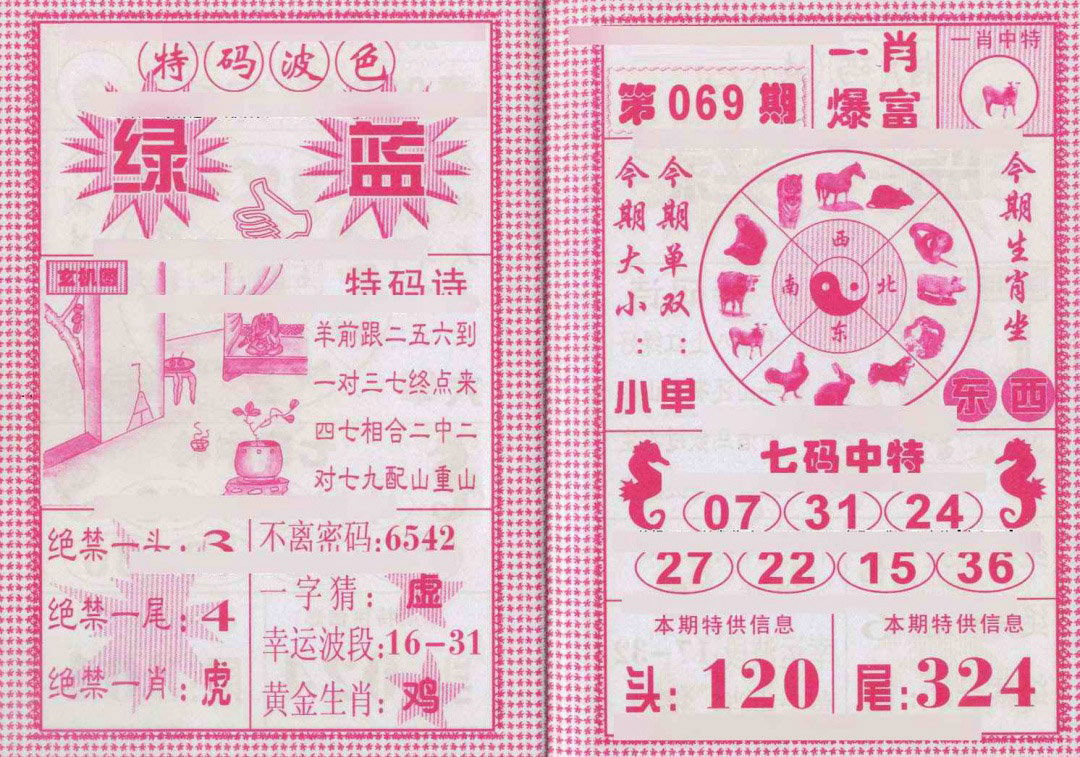 特码波色
绿 蓝
玄机图
特码诗
羊前跟二五六到
一对三七终点来
四七相合二中二
对七九配山重山
绝禁一头:3
绝禁一尾:4
绝禁一肖:虎
不离密码:6542
一字猜:虚
幸运波段:16-31
黄金生肖:鸡
第069期
一肖
爆富
一肖中特
今期大小:小
今期单双:单
西
南 北
东
今期生肖坐
东西
七码中特
07 31 24
27 22 15 36
本期特供信息
头:120
本期特供信息
尾:324